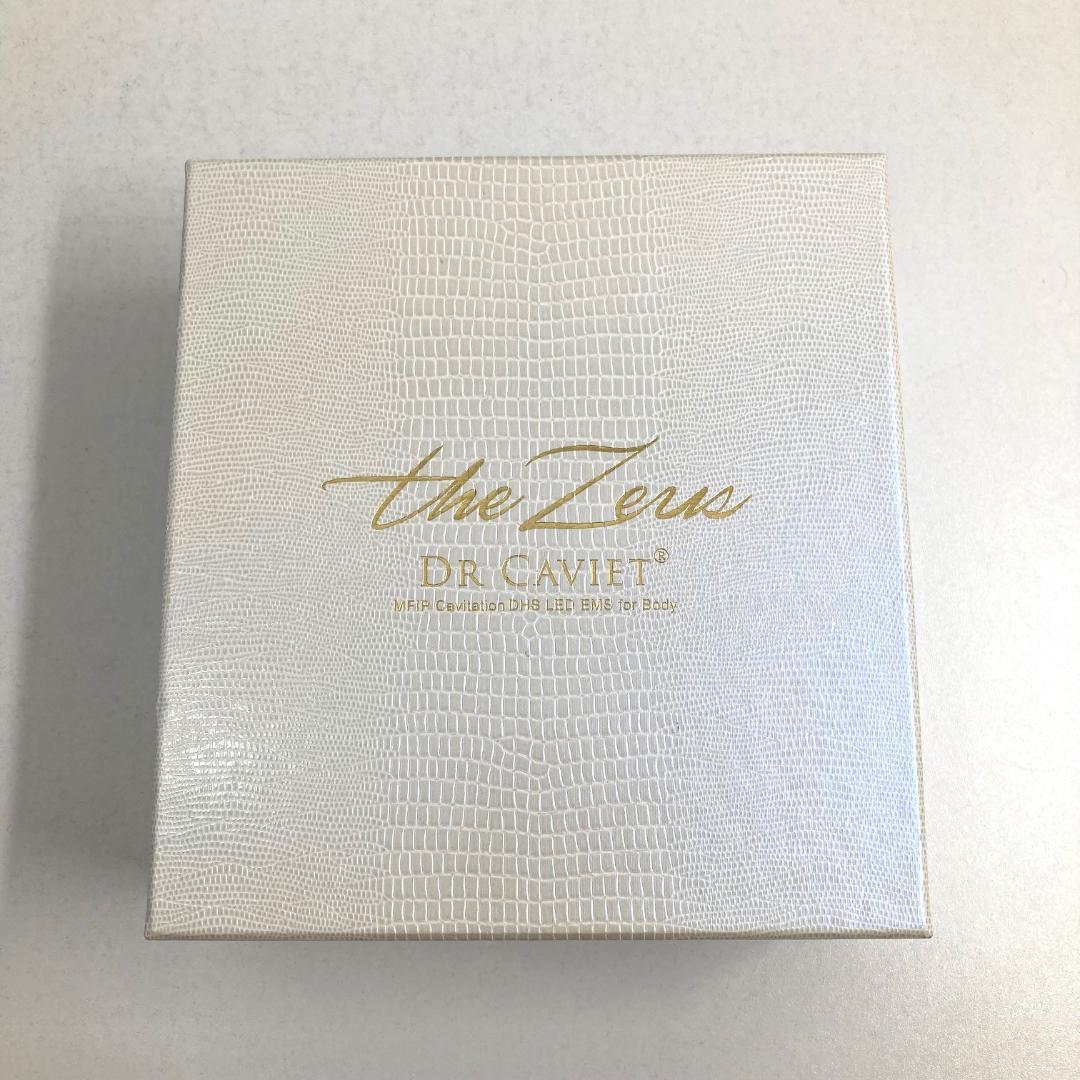 the Zeus
DR CAVIET®
MFIP Cavitation DHS LED EMS for Body